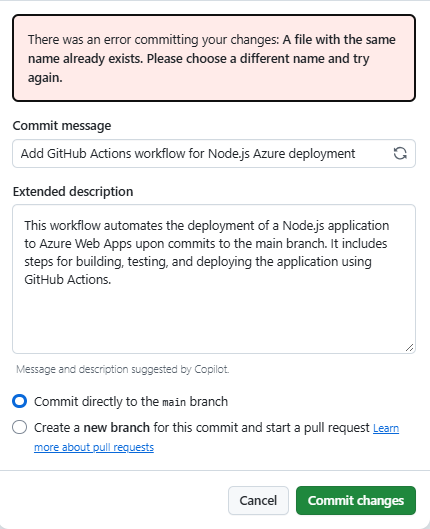 There was an error committing your changes: A file with the same
name already exists. Please choose a different name and try
again.
Commit message
Add GitHub Actions workflow for Node.js Azure deployment
Extended description
This workflow automates the deployment of a Node.js application
to Azure Web Apps upon commits to the main branch. It includes
steps for building, testing, and deploying the application using
GitHub Actions.
Message and description suggested by Copilot.
Commit directly to the main branch
Create a new branch for this commit and start a pull request Learn
more about pull requests
Cancel
Commit changes